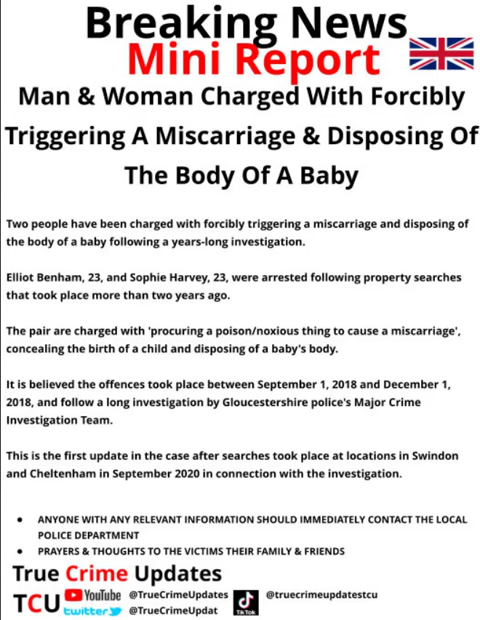 Breaking News
Mini Report
Man & Woman Charged With Forcibly
Triggering A Miscarriage & Disposing Of
The Body Of A Baby
Two people have been charged with forcibly triggering a miscarriage and disposing of
the body of a baby following a years-long investigation.
Elliot Benham, 23, and Sophie Harvey, 23, were arrested following property searches
that took place more than two years ago.
The pair are charged with 'procuring a poison/noxious thing to cause a miscarriage',
concealing the birth of a child and disposing of a baby's body.
It is believed the offences took place between September 1, 2018 and December 1,
2018, and follow a long investigation by Gloucestershire police's Major Crime
Investigation Team.
This is the first update in the case after searches took place at locations in Swindon
and Cheltenham in September 2020 in connection with the investigation.
● ANYONE WITH ANY RELEVANT INFORMATION SHOULD IMMEDIATELY CONTACT THE LOCAL
POLICE DEPARTMENT
● PRAYERS & THOUGHTS TO THE VICTIMS THEIR FAMILY & FRIENDS
True Crime Updates
TCU YouTube @TrueCrimeUpdates TikTok @truecrimeupdatestcu
twitter @TrueCrimeUpdat